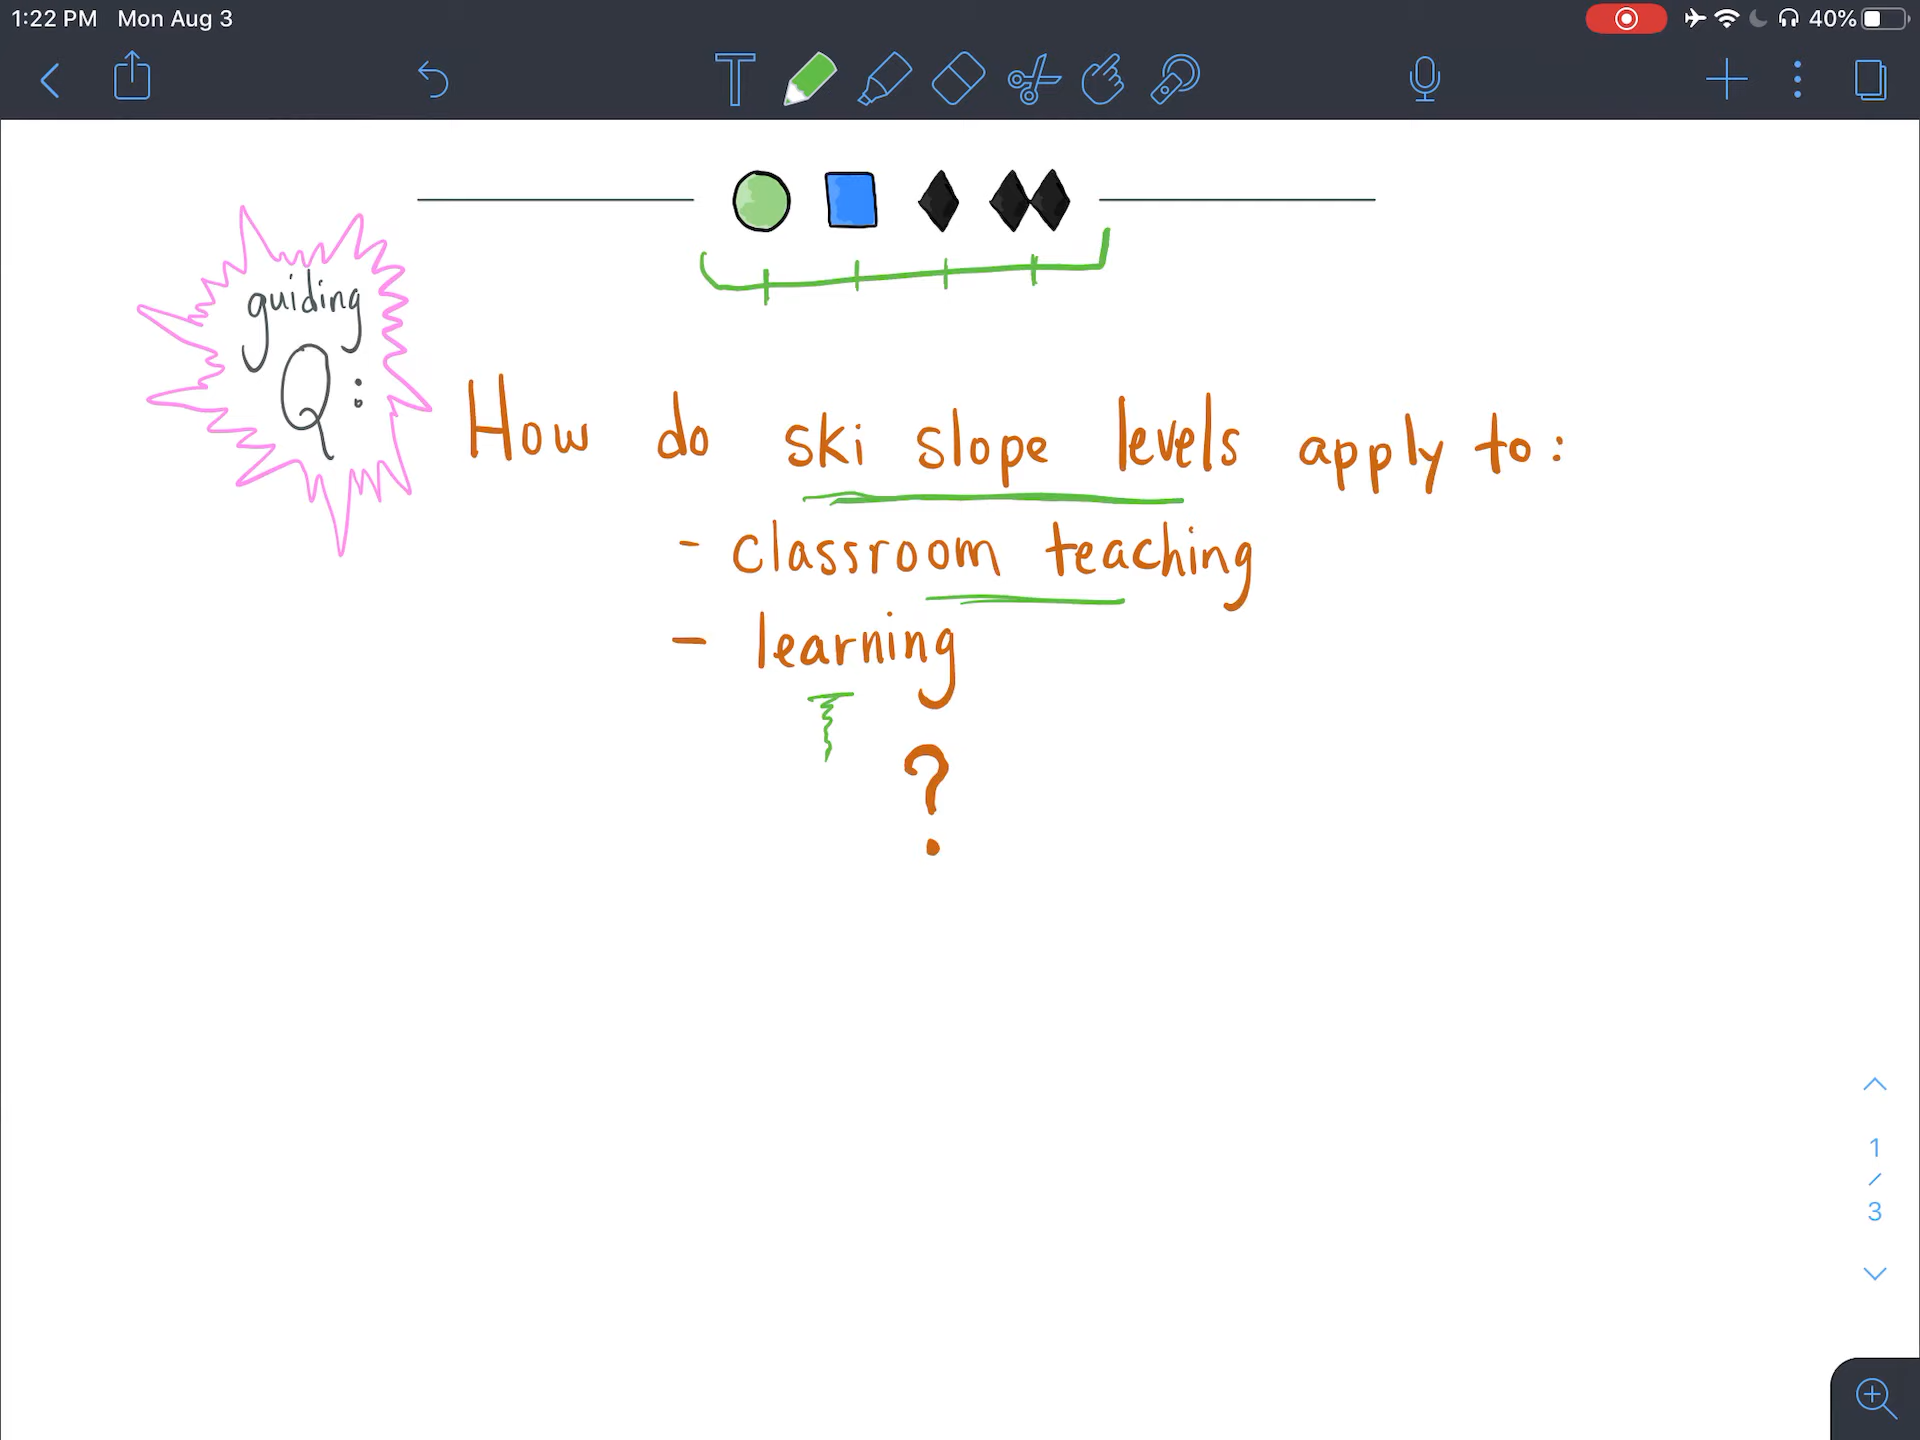 1:22 PM Mon Aug 3
40%
guiding
Q:
How do ski slope levels apply to:
- classroom teaching
- learning
?
1
/
3